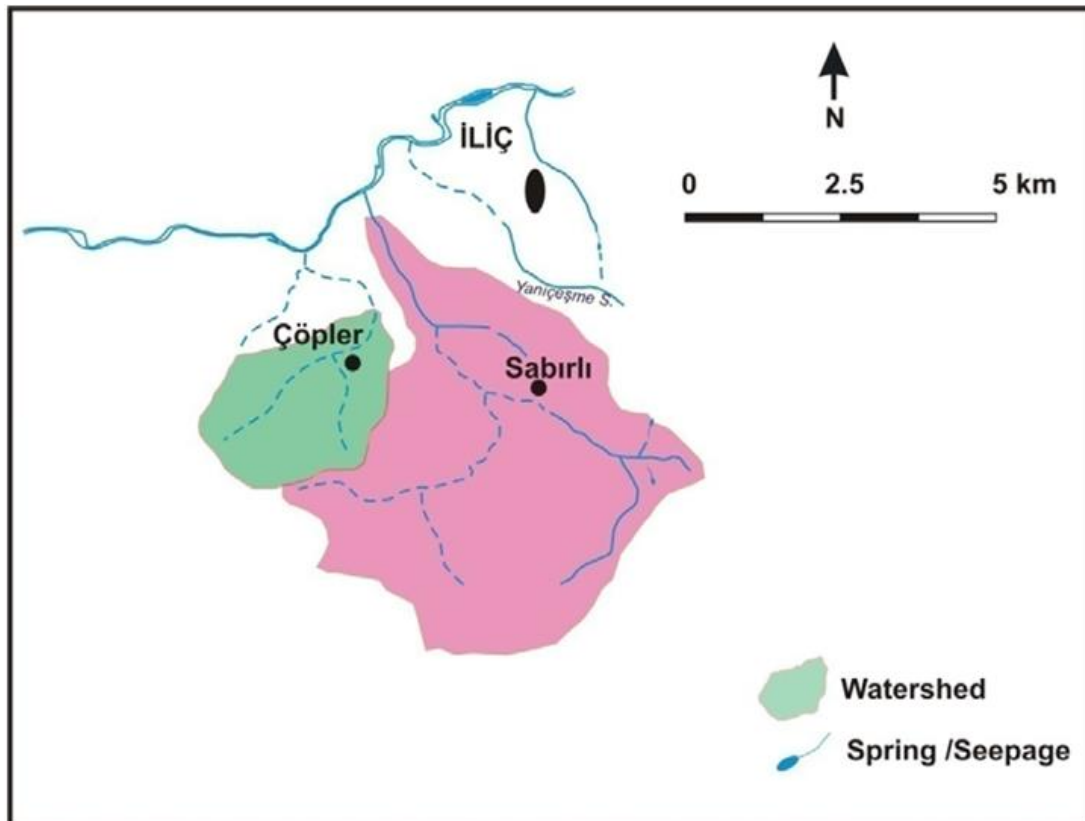 N
İLİÇ
0 2.5 5 km
Yanıçeşme S.
Çöpler
Sabırlı
Watershed
Spring /Seepage